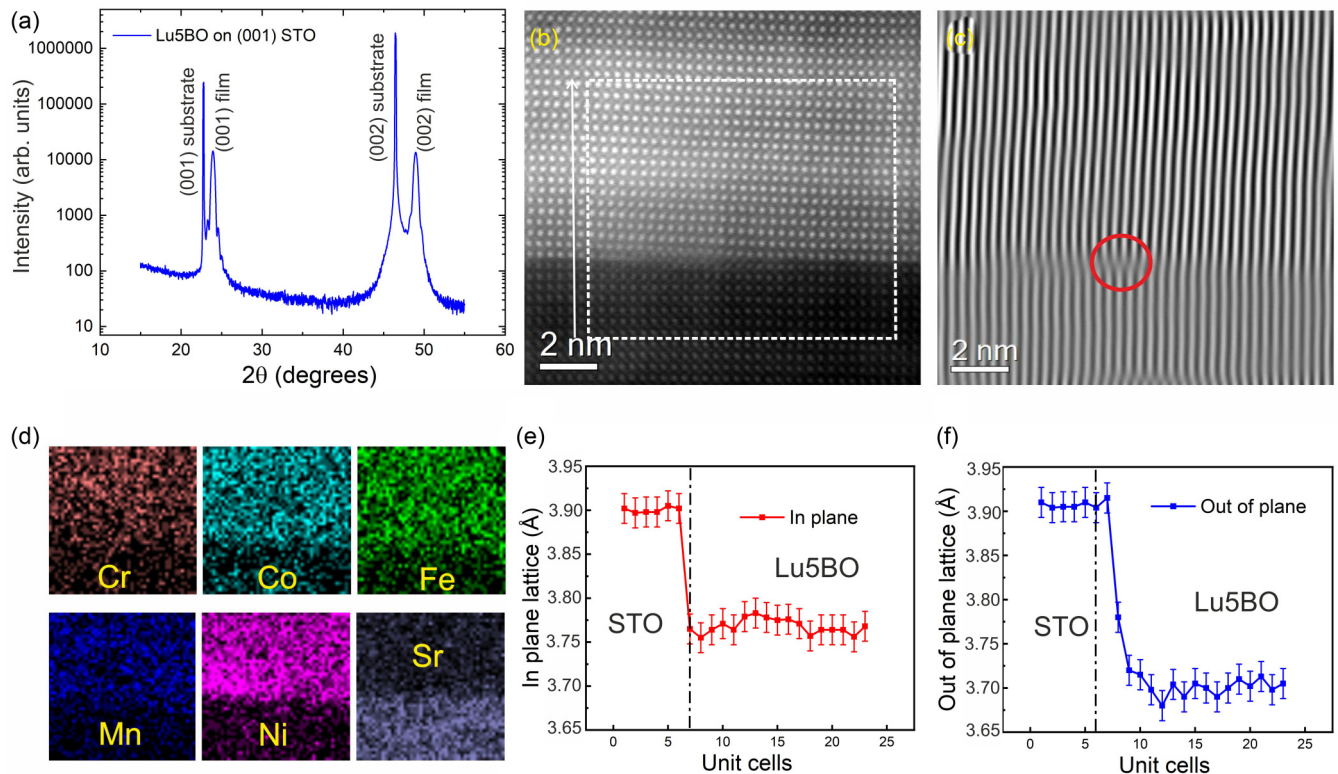 (a)
Lu5BO on (001) STO
(001) substrate
(001) film
(002) substrate
(002) film
Intensity (arb. units)
1000000
100000
10000
1000
100
10
10 20 30 40 50 60
2θ (degrees)
(b)
2 nm
(c)
2 nm
(d)
Cr
Co
Fe
Mn
Ni
Sr
(e)
In plane lattice (Å)
3.95
3.90
3.85
3.80
3.75
3.70
3.65
In plane
STO
Lu5BO
0 5 10 15 20 25
Unit cells
(f)
Out of plane lattice (Å)
3.95
3.90
3.85
3.80
3.75
3.70
3.65
Out of plane
STO
Lu5BO
0 5 10 15 20 25
Unit cells